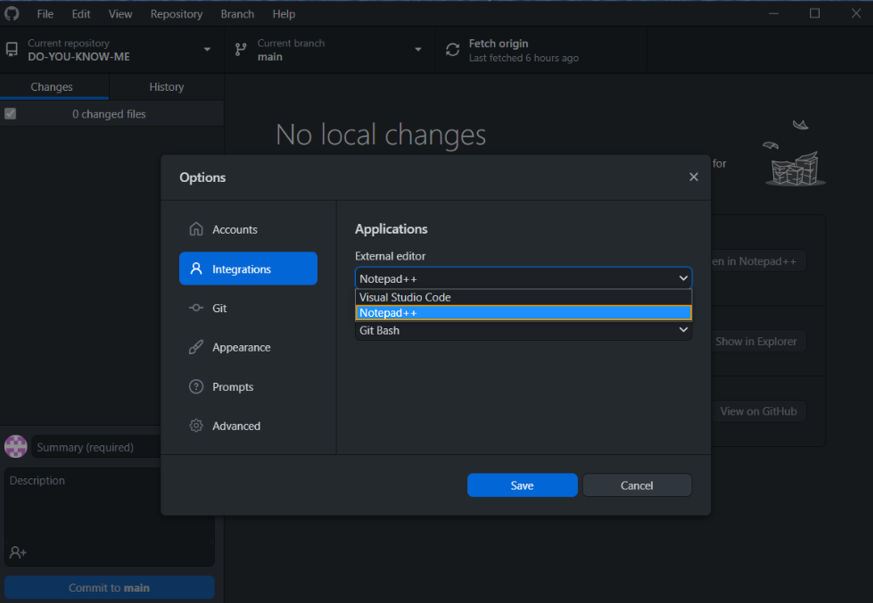 File Edit View Repository Branch Help
Current repository
DO-YOU-KNOW-ME
Current branch
main
Fetch origin
Last fetched 6 hours ago
Changes History
0 changed files
No local changes
for
Options
Accounts
Integrations
Git
Appearance
Prompts
Advanced
Applications
External editor
Notepad++
Visual Studio Code
Notepad++
Git Bash
en in Notepad++
Show in Explorer
View on GitHub
Save Cancel
Summary (required)
Description
Commit to main